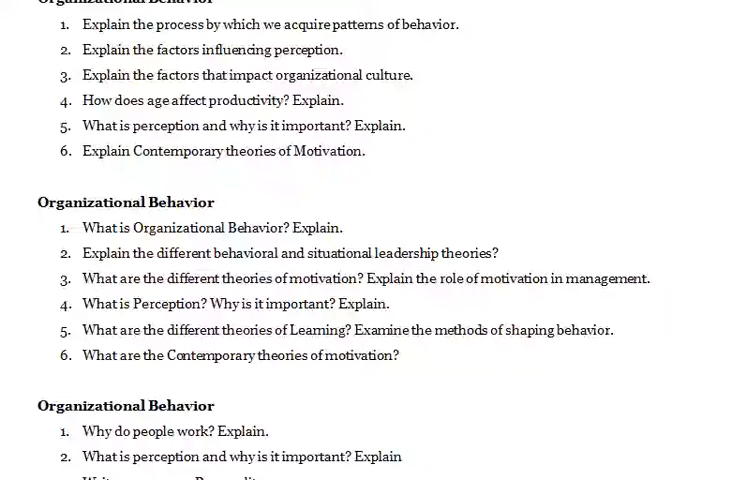 Organizational Behavior
1. Explain the process by which we acquire patterns of behavior.
2. Explain the factors influencing perception.
3. Explain the factors that impact organizational culture.
4. How does age affect productivity? Explain.
5. What is perception and why is it important? Explain.
6. Explain Contemporary theories of Motivation.
Organizational Behavior
1. What is Organizational Behavior? Explain.
2. Explain the different behavioral and situational leadership theories?
3. What are the different theories of motivation? Explain the role of motivation in management.
4. What is Perception? Why is it important? Explain.
5. What are the different theories of Learning? Examine the methods of shaping behavior.
6. What are the Contemporary theories of motivation?
Organizational Behavior
1. Why do people work? Explain.
2. What is perception and why is it important? Explain